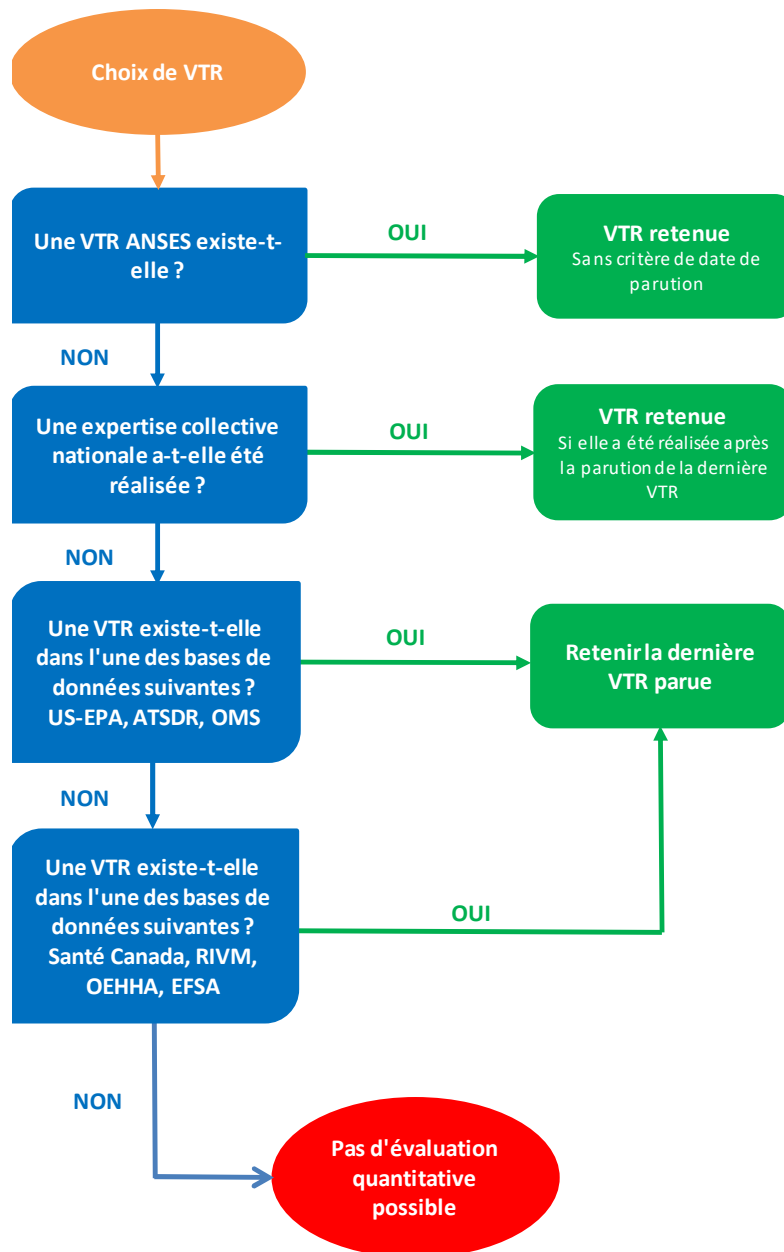 Choix de VTR
Une VTR ANSES existe-t-
elle ?
OUI
VTR retenue
Sans critère de date de
parution
NON
Une expertise collective
nationale a-t-elle été
réalisée ?
OUI
VTR retenue
Si elle a été réalisée après
la parution de la dernière
VTR
NON
Une VTR existe-t-elle
dans l'une des bases de
données suivantes ?
US-EPA, ATSDR, OMS
OUI
Retenir la dernière
VTR parue
NON
Une VTR existe-t-elle
dans l'une des bases de
données suivantes ?
Santé Canada, RIVM,
OEHHA, EFSA
OUI
NON
Pas d'évaluation
quantitative
possible